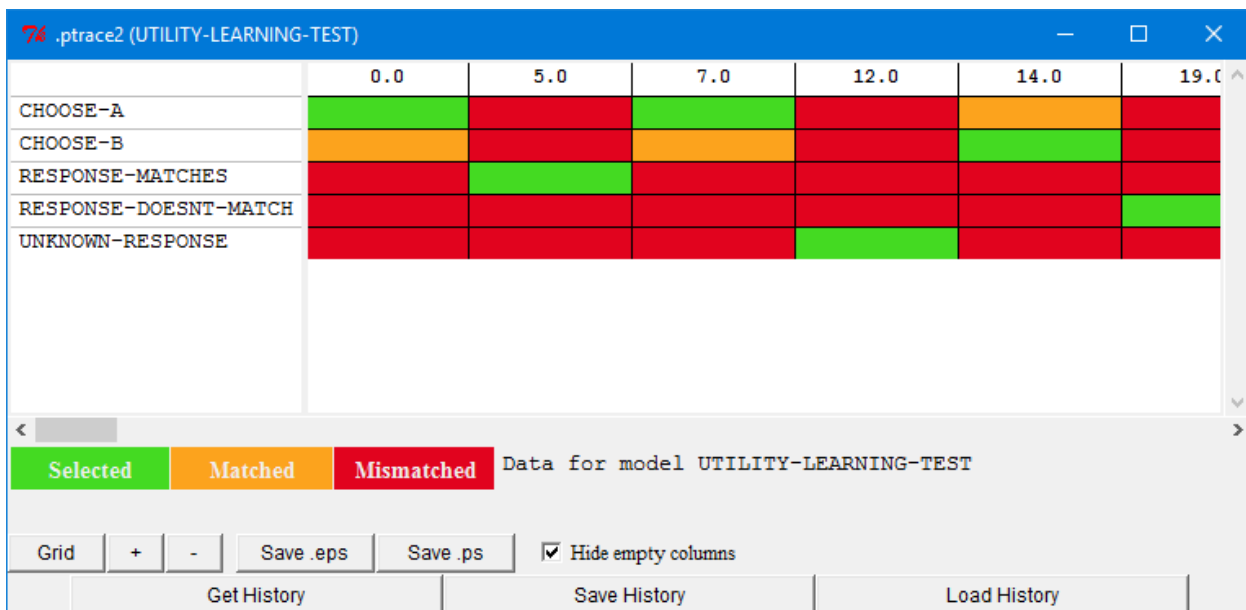 .ptrace2 (UTILITY-LEARNING-TEST)
0.0 5.0 7.0 12.0 14.0 19.0
CHOOSE-A
CHOOSE-B
RESPONSE-MATCHES
RESPONSE-DOESNT-MATCH
UNKNOWN-RESPONSE
Selected Matched Mismatched Data for model UTILITY-LEARNING-TEST
Grid + - Save .eps Save .ps Hide empty columns
Get History Save History Load History